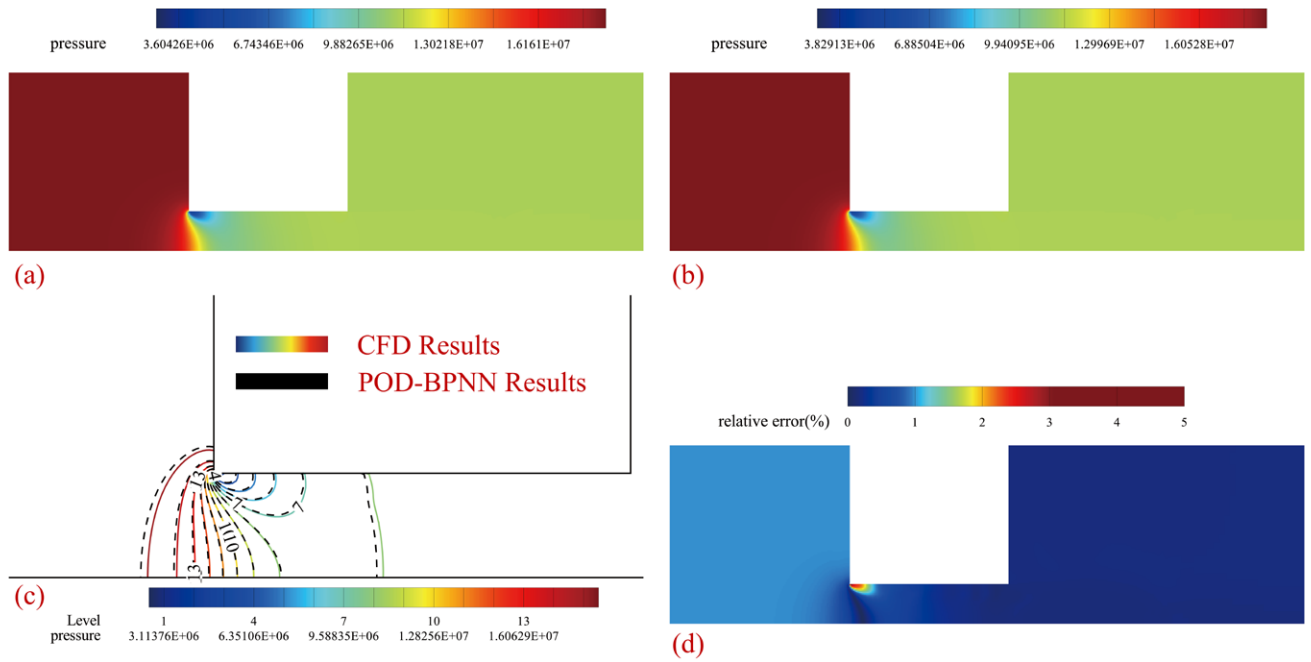 pressure 3.60426E+06 6.74346E+06 9.88265E+06 1.30218E+07 1.6161E+07
(a)
pressure 3.82913E+06 6.88504E+06 9.94095E+06 1.29969E+07 1.60528E+07
(b)
CFD Results
POD-BPNN Results
13
7
7
1010
13
(c)
Level 1 4 7 10 13
pressure 3.11376E+06 6.35106E+06 9.58835E+06 1.28256E+07 1.60629E+07
relative error(%) 0 1 2 3 4 5
(d)